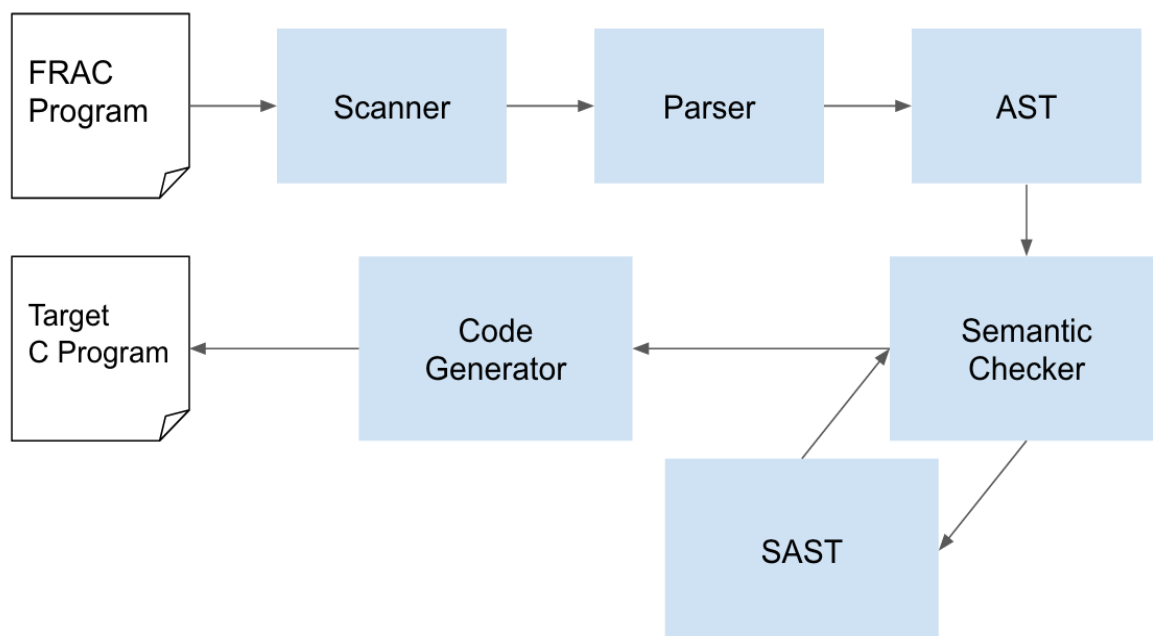 FRAC
Program
Scanner
Parser
AST
Target
C Program
Code
Generator
Semantic
Checker
SAST